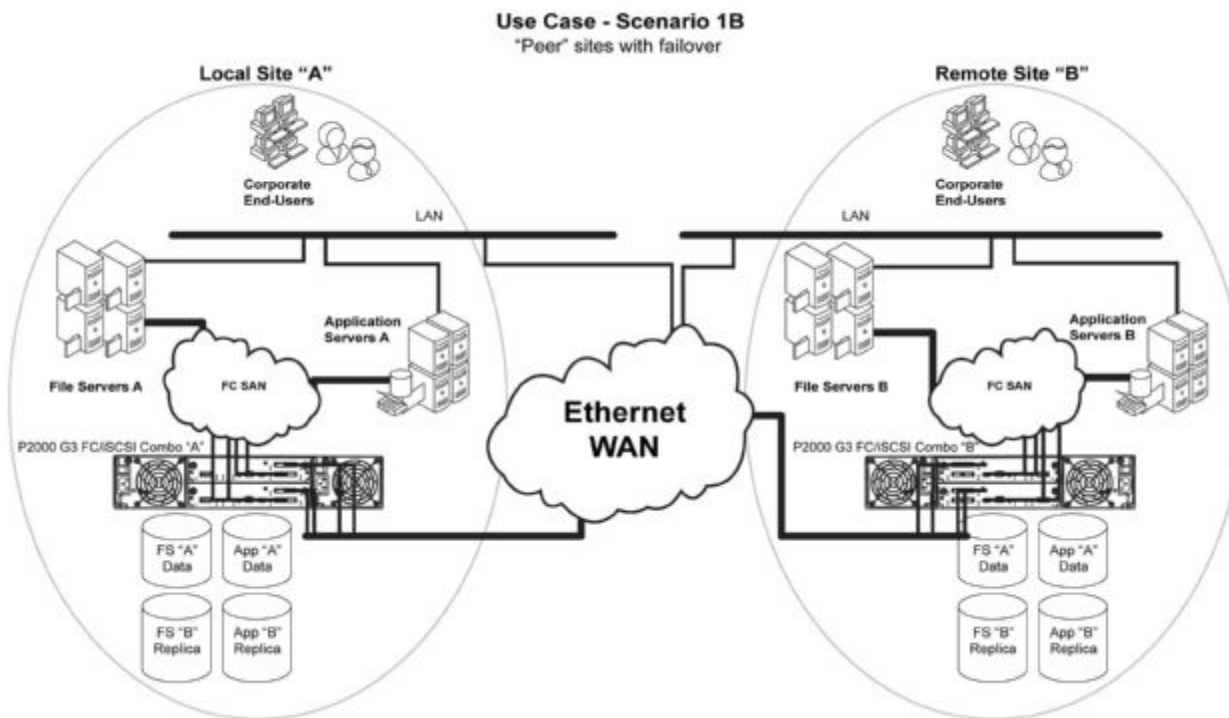 Use Case - Scenario 1B
"Peer" sites with failover
Local Site "A"
Remote Site "B"
Corporate
End-Users
Corporate
End-Users
LAN
LAN
Application
Servers A
Application
Servers B
File Servers A
FC SAN
File Servers B
FC SAN
Ethernet
WAN
P2000 G3 FC/iSCSI Combo "A"
P2000 G3 FC/iSCSI Combo "B"
FS "A"
Data
App "A"
Data
FS "A"
Data
App "A"
Data
FS "B"
Replica
App "B"
Replica
FS "B"
Replica
App "B"
Replica